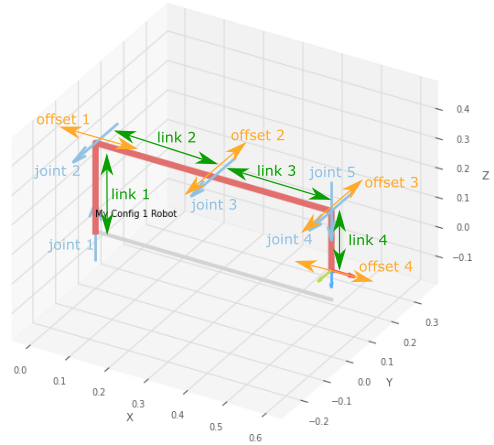 offset 1
link 2
offset 2
joint 2
link 3
joint 5
offset 3
link 1
joint 3
My Config 1 Robot
joint 1
joint 4
link 4
offset 4
0.4
0.3
0.2
0.1
0.0
−0.1
Z
0.3
0.2
0.1
0.0
−0.1
−0.2
Y
0.0
0.1
0.2
0.3
0.4
0.5
0.6
X